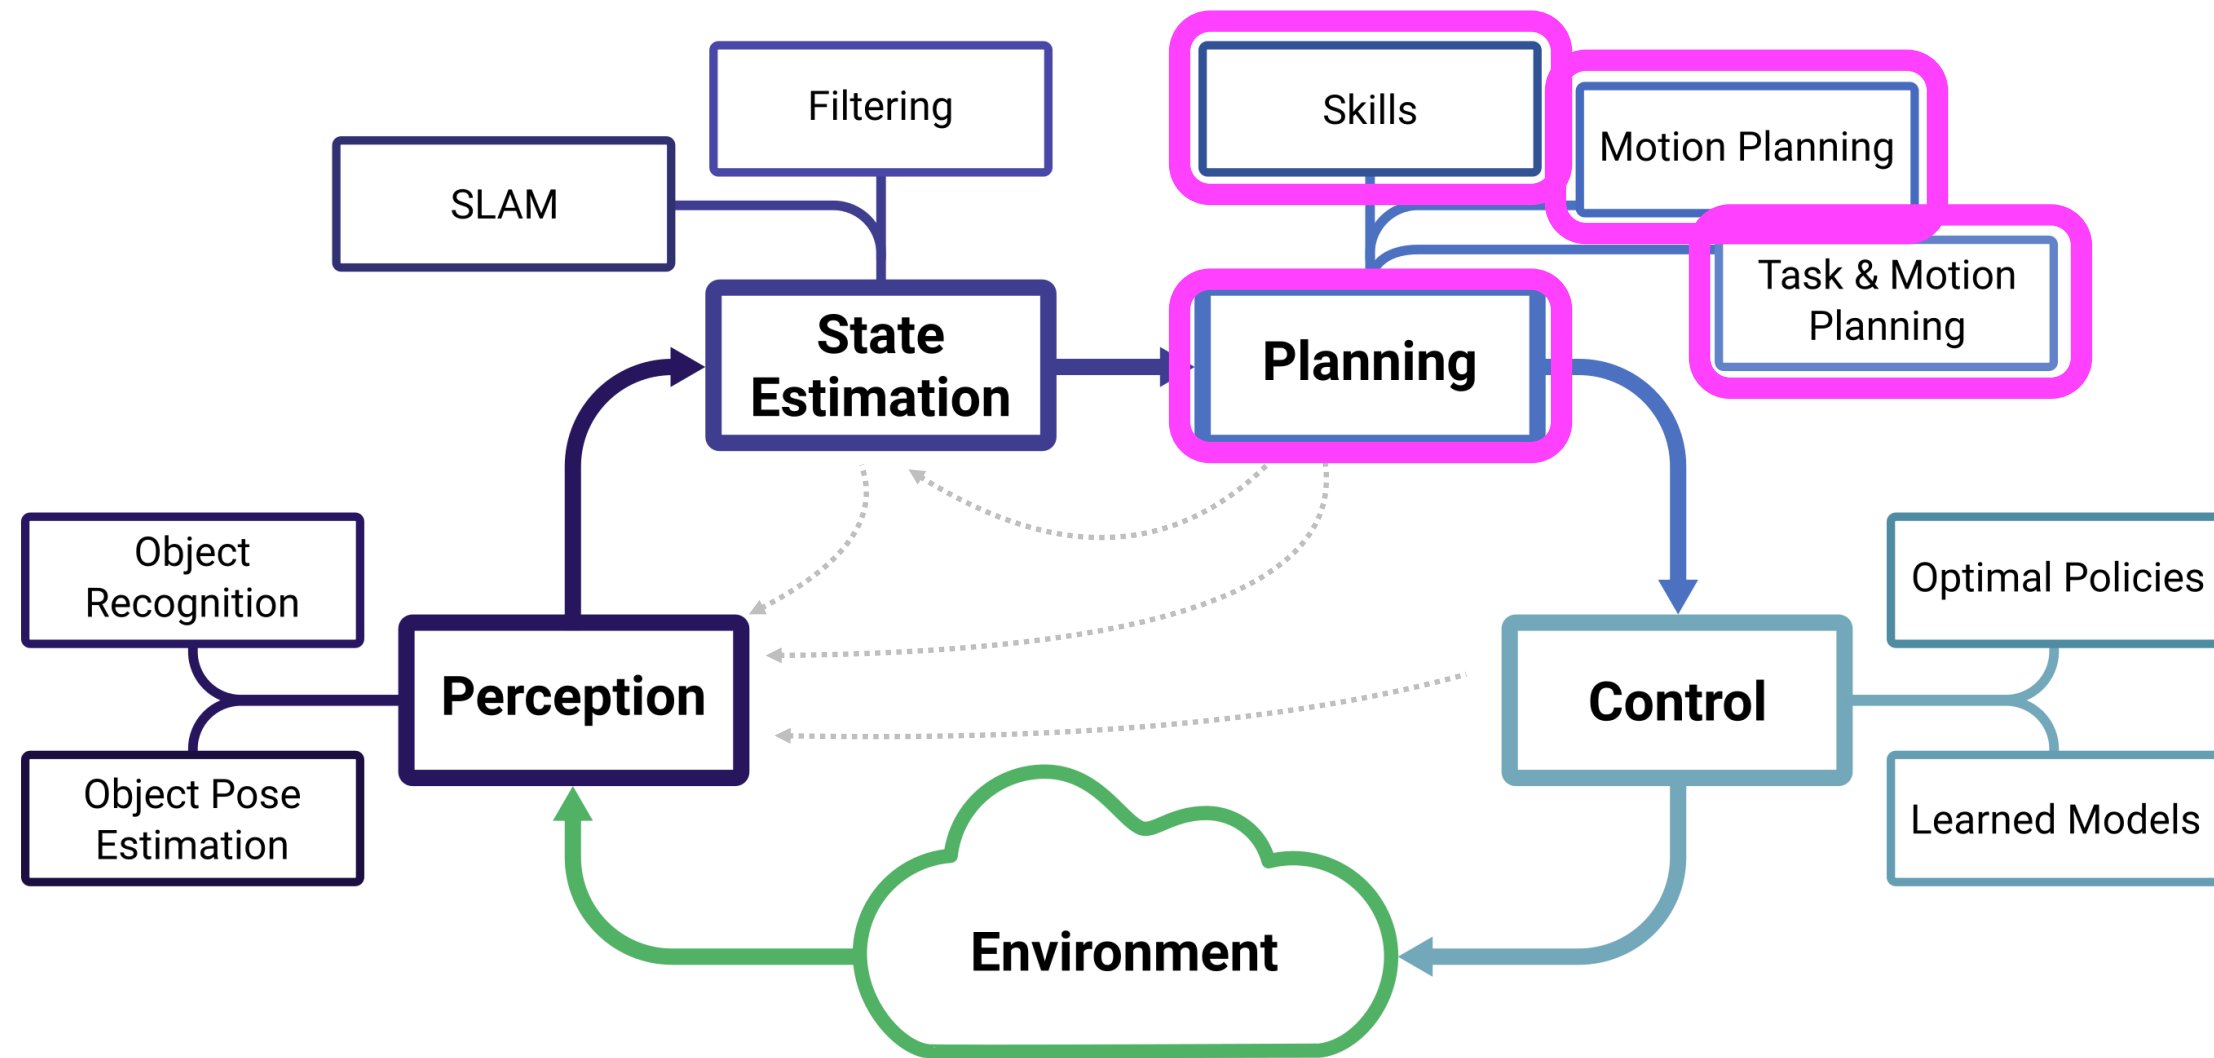 Filtering
Skills
Motion Planning
SLAM
Task & Motion
Planning
State
Estimation
Planning
Object
Recognition
Optimal Policies
Perception
Control
Object Pose
Estimation
Learned Models
Environment